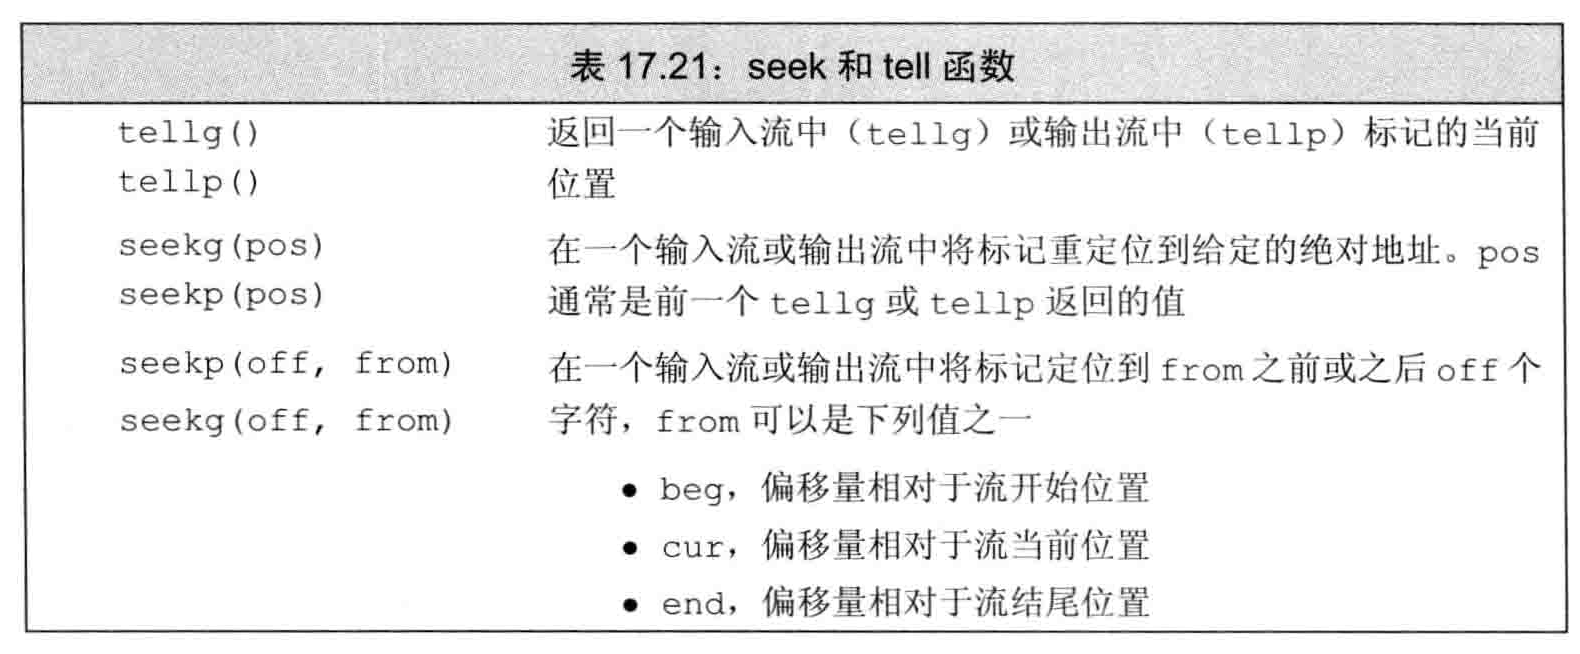 表 17.21：seek 和 tell 函数
tellg() 返回一个输入流中（tellg）或输出流中（tellp）标记的当前
tellp() 位置
seekg(pos) 在一个输入流或输出流中将标记重定位到给定的绝对地址。pos
seekp(pos) 通常是前一个 tellg 或 tellp 返回的值
seekp(off, from) 在一个输入流或输出流中将标记定位到 from 之前或之后 off 个
seekg(off, from) 字符，from 可以是下列值之一
● beg，偏移量相对于流开始位置
● cur，偏移量相对于流当前位置
● end，偏移量相对于流结尾位置